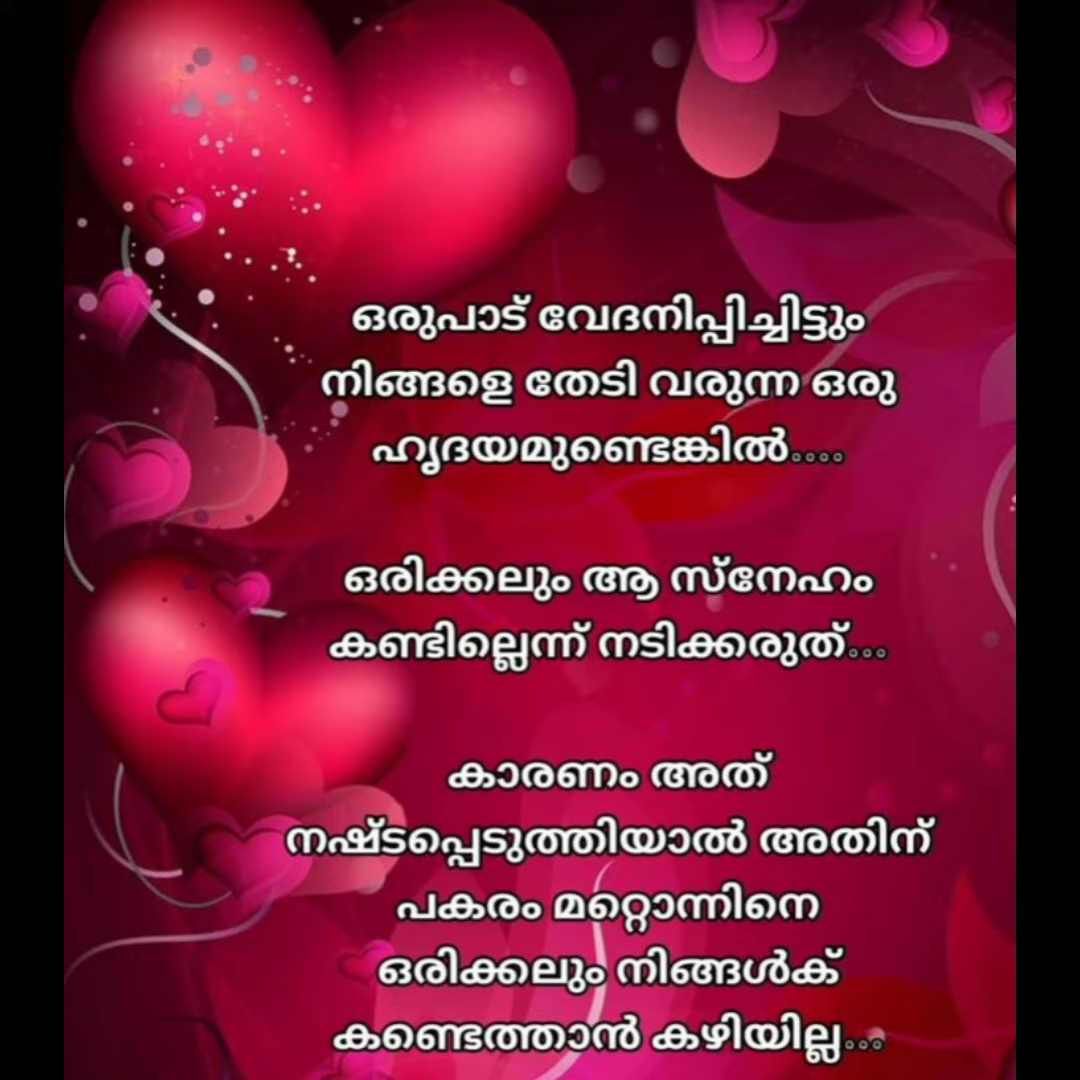 ഒരുപാട് വേദനിപ്പിച്ചിട്ടും
നിങ്ങളെ തേടി വരുന്ന ഒരു
ഹൃദയമുണ്ടെങ്കിൽ....
ഒരിക്കലും ആ സ്നേഹം
കണ്ടില്ലെന്ന് നടിക്കരുത്...
കാരണം അത്
നഷ്ടപ്പെടുത്തിയാൽ അതിന്
പകരം മറ്റൊന്നിനെ
ഒരിക്കലും നിങ്ങൾക്
കണ്ടെത്താൻ കഴിയില്ല...